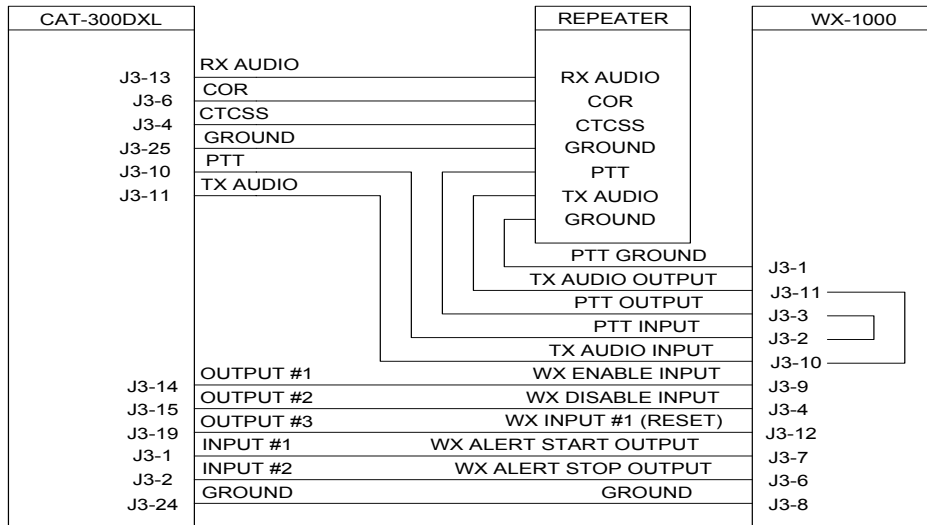 CAT-300DXL REPEATER WX-1000
RX AUDIO
J3-13 RX AUDIO
COR
J3-6 COR
CTCSS
J3-4 CTCSS
GROUND
J3-25 GROUND
PTT
J3-10 PTT
TX AUDIO
J3-11 TX AUDIO
GROUND
PTT GROUND
J3-1
TX AUDIO OUTPUT
J3-11
PTT OUTPUT
J3-3
PTT INPUT
J3-2
TX AUDIO INPUT
J3-10
OUTPUT #1 WX ENABLE INPUT
J3-14 J3-9
OUTPUT #2 WX DISABLE INPUT
J3-15 J3-4
OUTPUT #3 WX INPUT #1 (RESET)
J3-19 J3-12
INPUT #1 WX ALERT START OUTPUT
J3-1 J3-7
INPUT #2 WX ALERT STOP OUTPUT
J3-2 J3-6
GROUND GROUND
J3-24 J3-8